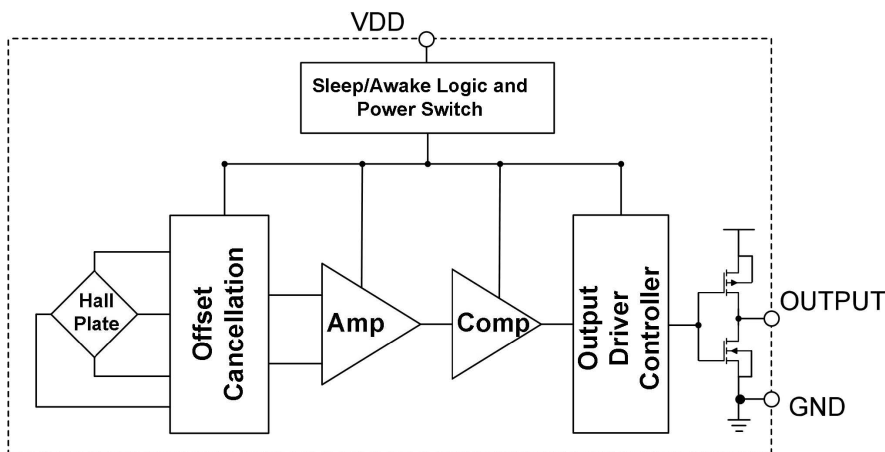 VDD
Sleep/Awake Logic and
Power Switch
Hall
Plate
Offset
Cancellation
Amp
Comp
Output
Driver
Controller
OUTPUT
GND